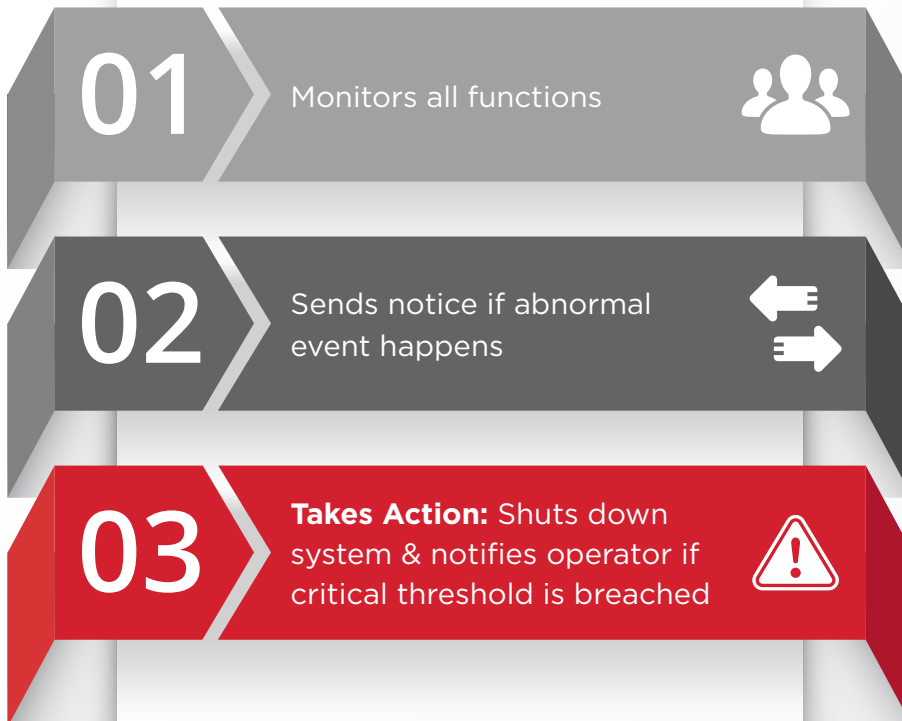 01
Monitors all functions
02
Sends notice if abnormal
event happens
03
Takes Action: Shuts down
system & notifies operator if
critical threshold is breached